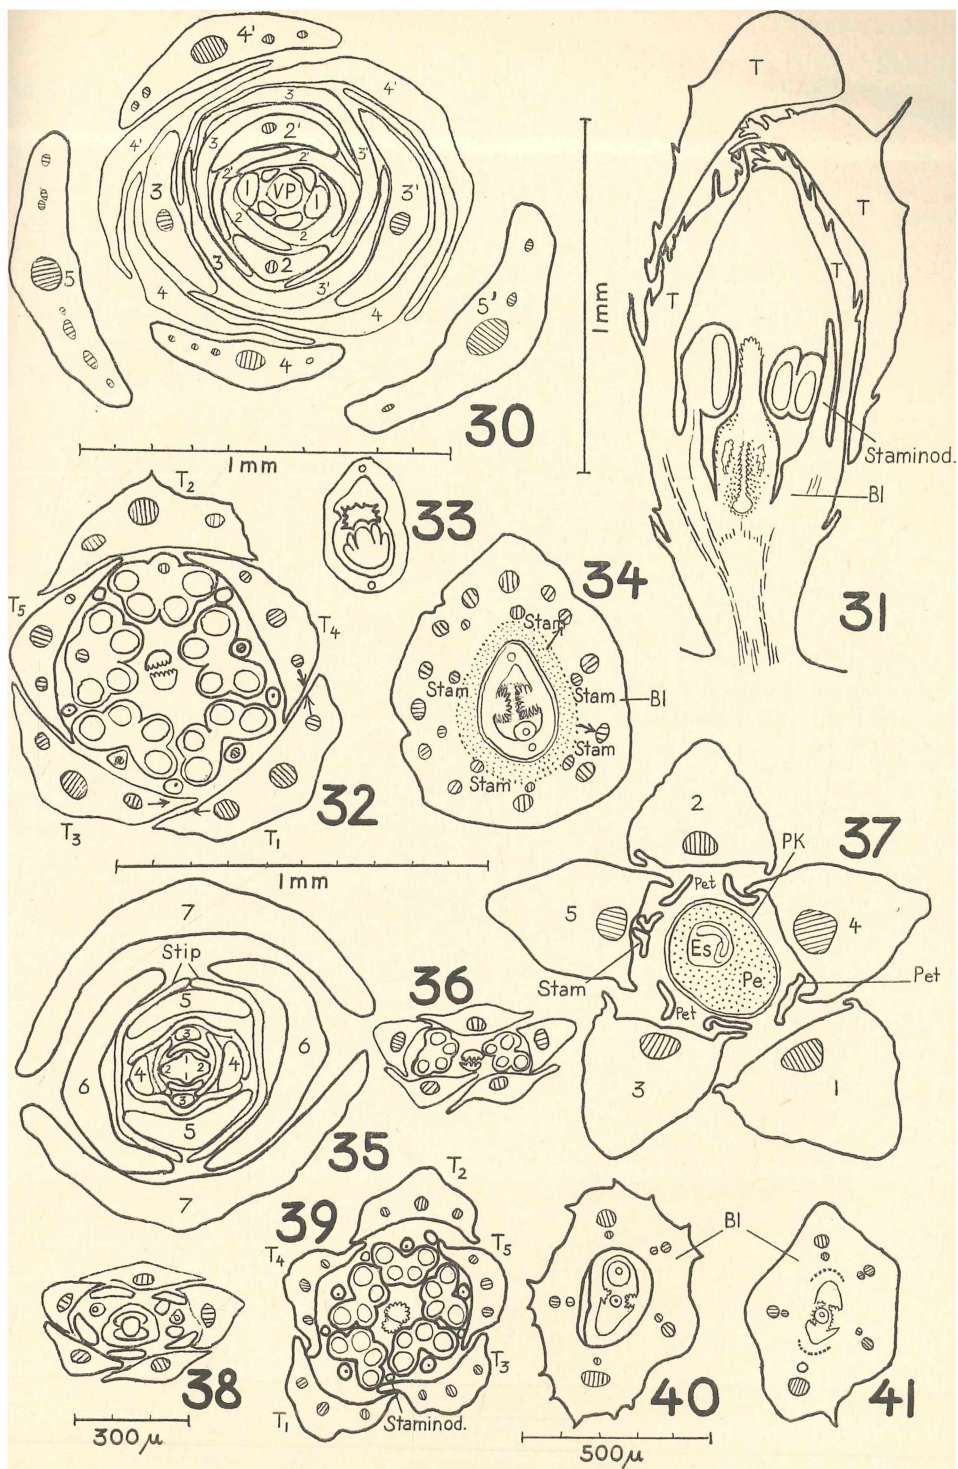 4'
4'
4'
3
2'
3
2'
3'
2'
3
3'
1
VP
1
5
2
2
3
2
3'
4
4
5'
4
30
1mm
T
T
T
T
1mm
Staminod.
Bl
31
T2
T5
T4
T3
T1
32
33
34
Stam
Stam
Stam
Bl
Stam
Stam
1mm
7
Stip
5
3
6
4
2
1
2
4
6
3
5
7
35
36
37
2
PK
Pet
5
4
Es
Pe
Stam
Pet
Pet
3
1
38
300µ
39
T2
T4
T5
T3
T1
Staminod.
40
Bl
41
500µ